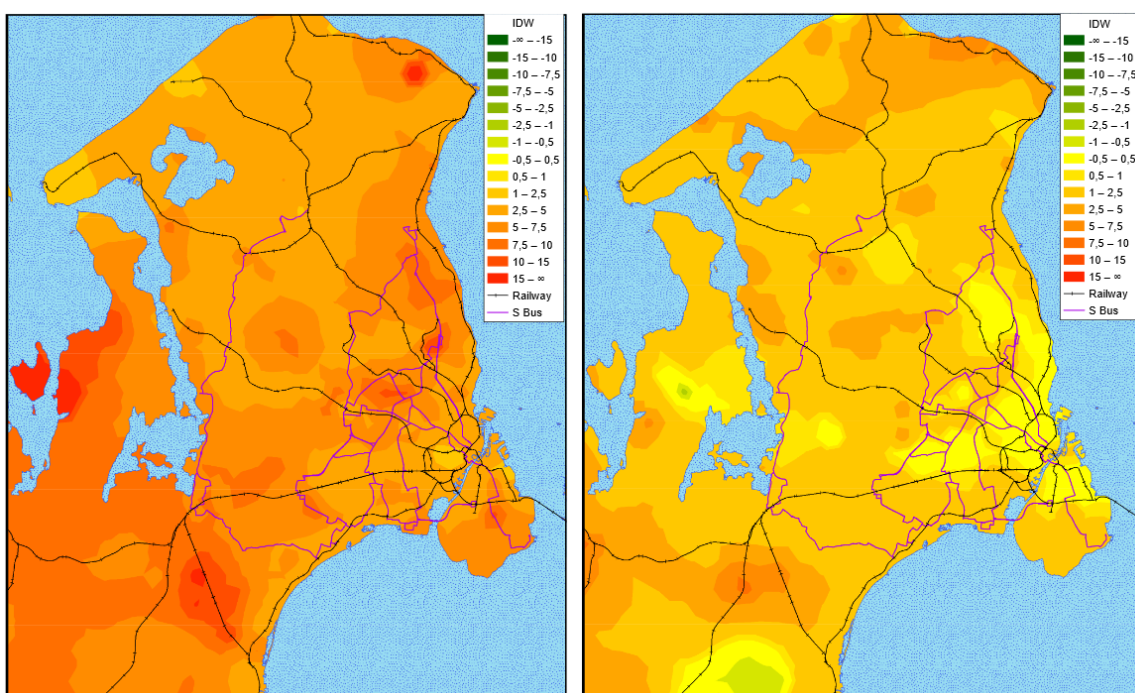 IDW
-∞ – -15
-15 – -10
-10 – -7,5
-7,5 – -5
-5 – -2,5
-2,5 – -1
-1 – -0,5
-0,5 – 0,5
0,5 – 1
1 – 2,5
2,5 – 5
5 – 7,5
7,5 – 10
10 – 15
15 – ∞
Railway
S Bus
IDW
-∞ – -15
-15 – -10
-10 – -7,5
-7,5 – -5
-5 – -2,5
-2,5 – -1
-1 – -0,5
-0,5 – 0,5
0,5 – 1
1 – 2,5
2,5 – 5
5 – 7,5
7,5 – 10
10 – 15
15 – ∞
Railway
S Bus